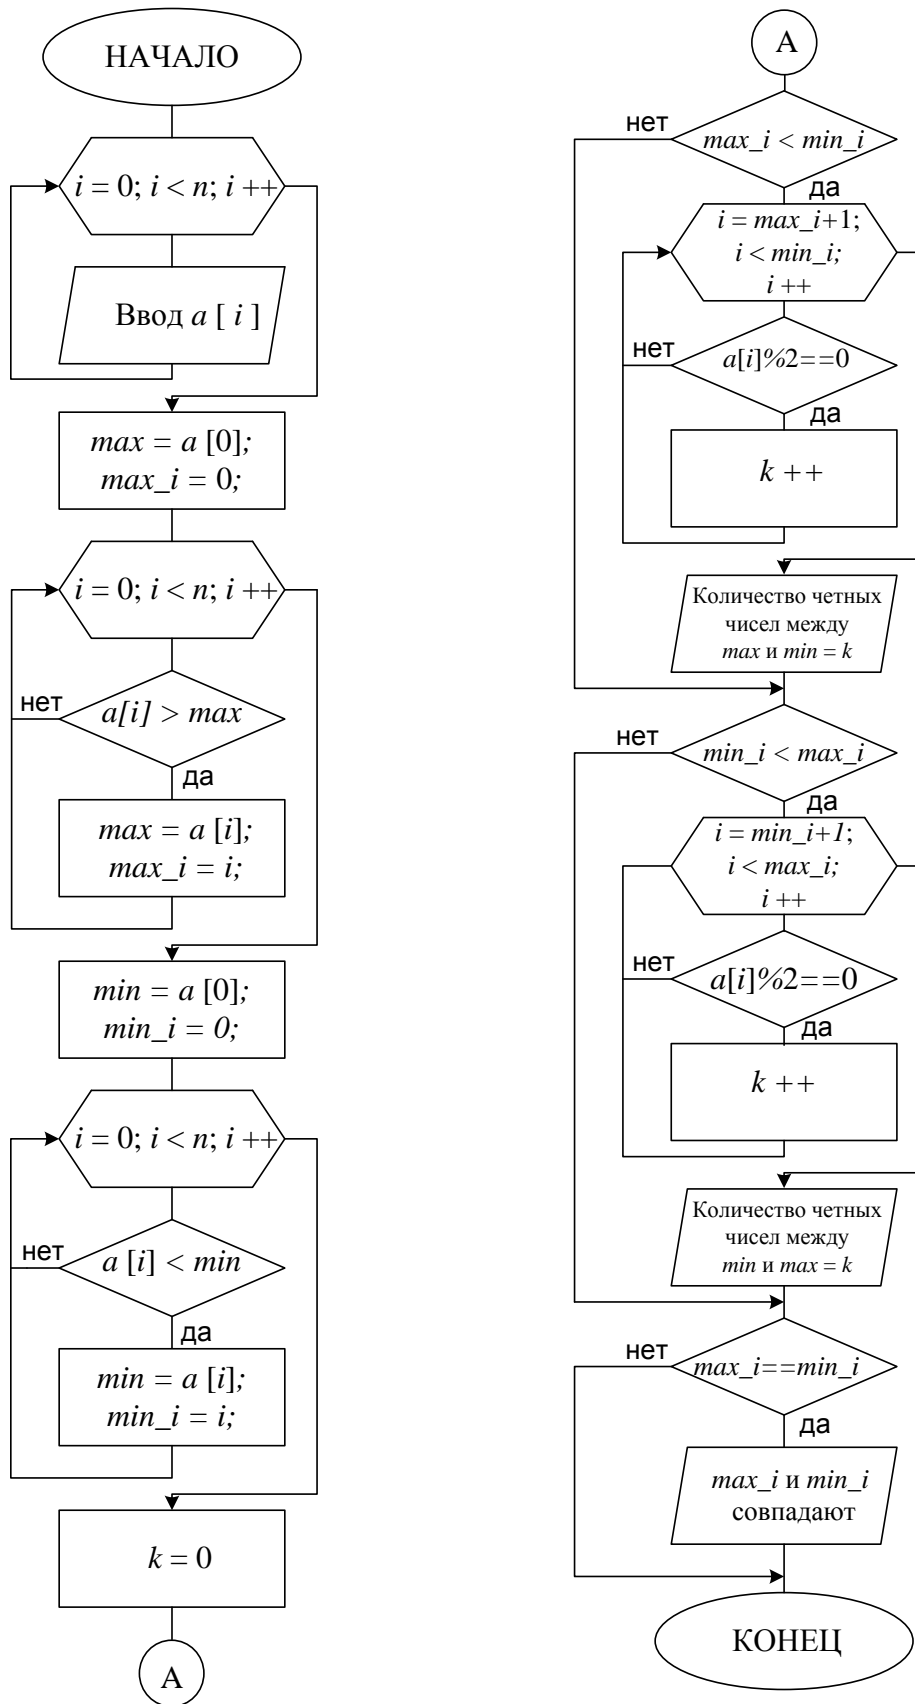 НАЧАЛО
i = 0; i < n; i ++
Ввод a [ i ]
max = a [0];
max_i = 0;
i = 0; i < n; i ++
нет
a[i] > max
да
max = a [i];
max_i = i;
min = a [0];
min_i = 0;
i = 0; i < n; i ++
нет
a [i] < min
да
min = a [i];
min_i = i;
k = 0
А
А
нет
max_i < min_i
да
i = max_i+1;
i < min_i;
i ++
нет
a[i]%2==0
да
k ++
Количество четных
чисел между
max и min = k
нет
min_i < max_i
да
i = min_i+1;
i < max_i;
i ++
нет
a[i]%2==0
да
k ++
Количество четных
чисел между
min и max = k
нет
max_i==min_i
да
max_i и min_i
совпадают
КОНЕЦ